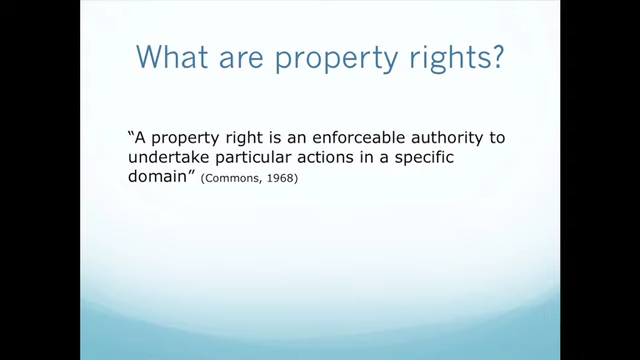 What are property rights?
“A property right is an enforceable authority to
undertake particular actions in a specific
domain” (Commons, 1968)